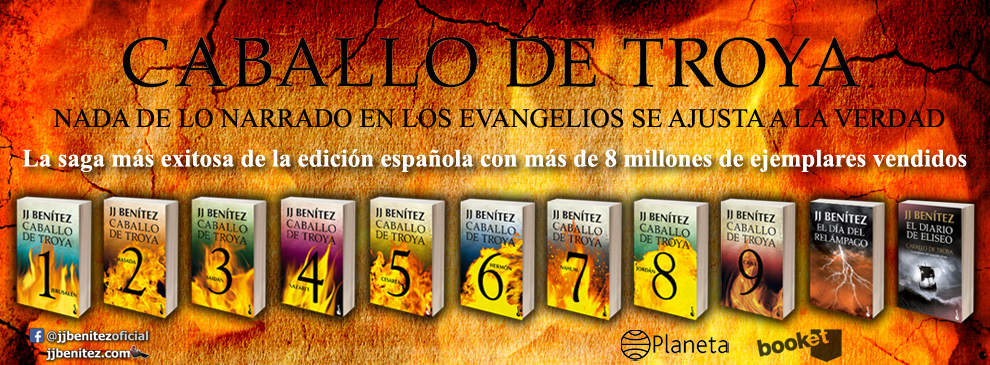 CABALLO DE TROYA
NADA DE LO NARRADO EN LOS EVANGELIOS SE AJUSTA A LA VERDAD
La saga más exitosa de la edición española con más de 8 millones de ejemplares vendidos
JJ BENÍTEZ
CABALLO
DE TROYA
1
JERUSALÉN
JJ BENÍTEZ
CABALLO
DE TROYA
MASADA
2
JJ BENÍTEZ
CABALLO
DE TROYA
SAIDAN
3
JJ BENÍTEZ
CABALLO
DE TROYA
4
NAZARET
JJ BENÍTEZ
CABALLO
DE TROYA
5
CESAREA
JJ BENÍTEZ
CABALLO
DE TROYA
HERMÓN
6
JJ BENÍTEZ
CABALLO
DE TROYA
NAHUM
7
JJ BENÍTEZ
CABALLO
DE TROYA
JORDÁN
8
JJ BENÍTEZ
CABALLO
DE TROYA
CANÁ
9
JJ BENÍTEZ
EL DÍA DEL
RELÁMPAGO
JJ BENÍTEZ
EL DIARIO
DE ELISEO
CABALLO DE TROYA
@jjbenitezoficial
jjbenitez.com
Planeta
booket